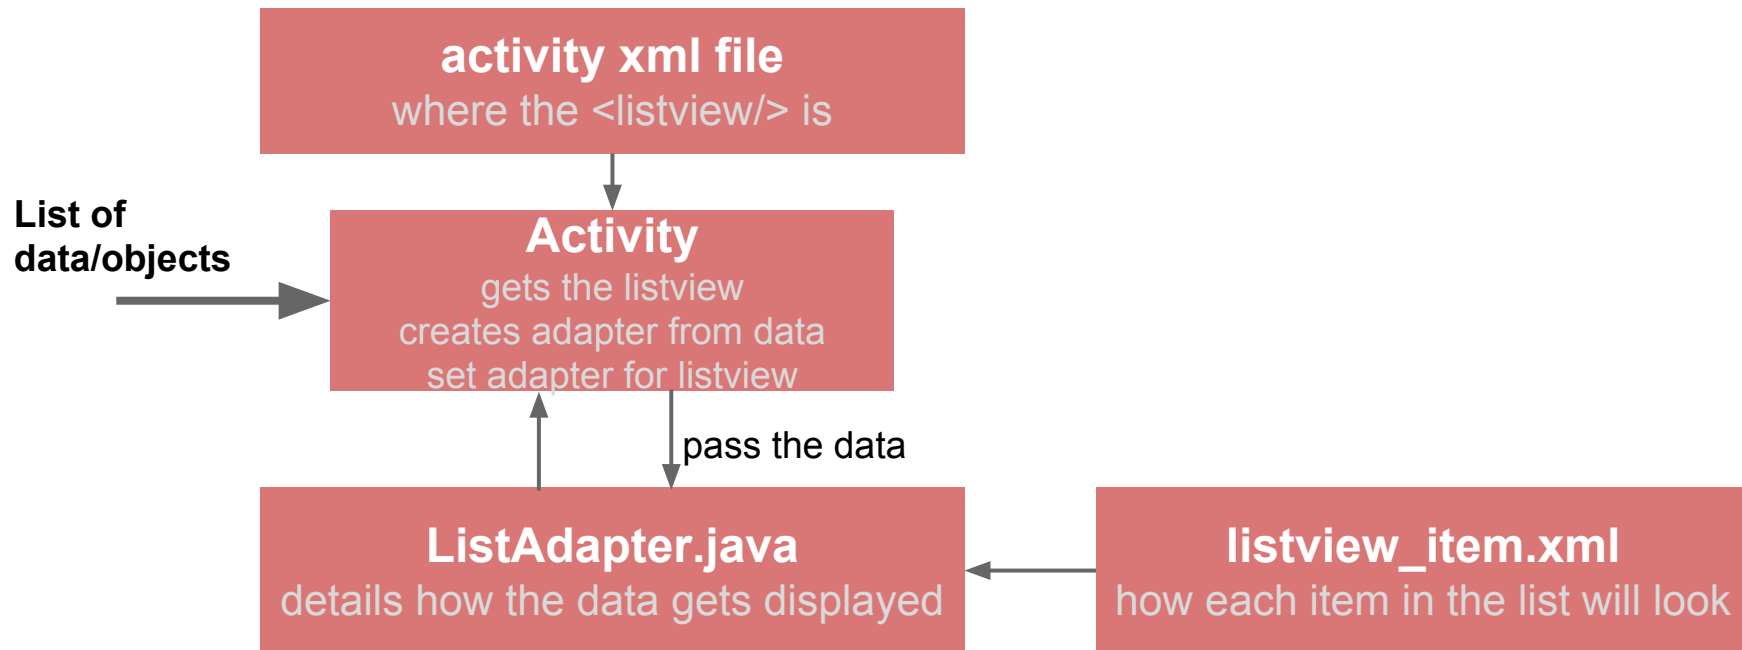 activity xml file
where the <listview/> is
List of
data/objects
Activity
gets the listview
creates adapter from data
set adapter for listview
pass the data
ListAdapter.java
details how the data gets displayed
listview_item.xml
how each item in the list will look